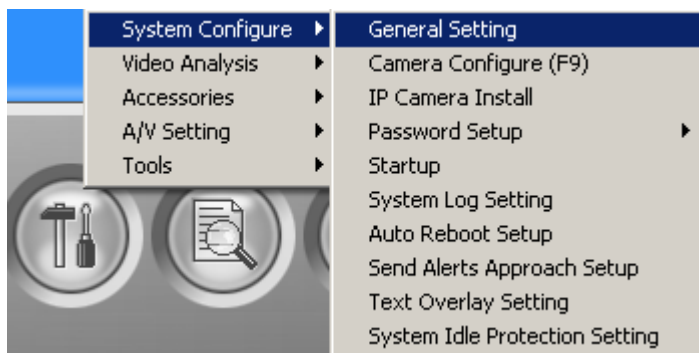 System Configure
Video Analysis
Accessories
A/V Setting
Tools
General Setting
Camera Configure (F9)
IP Camera Install
Password Setup
Startup
System Log Setting
Auto Reboot Setup
Send Alerts Approach Setup
Text Overlay Setting
System Idle Protection Setting